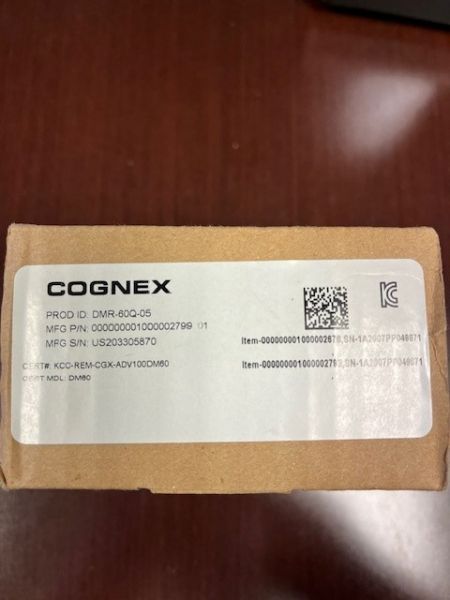 COGNEX
PROD ID: DMR-60Q-05
MFG P/N: 000000001000002799 01
MFG S/N: US203305870
CERT#: KCC-REM-CGX-ADV100DM60
CERT MDL: DM60